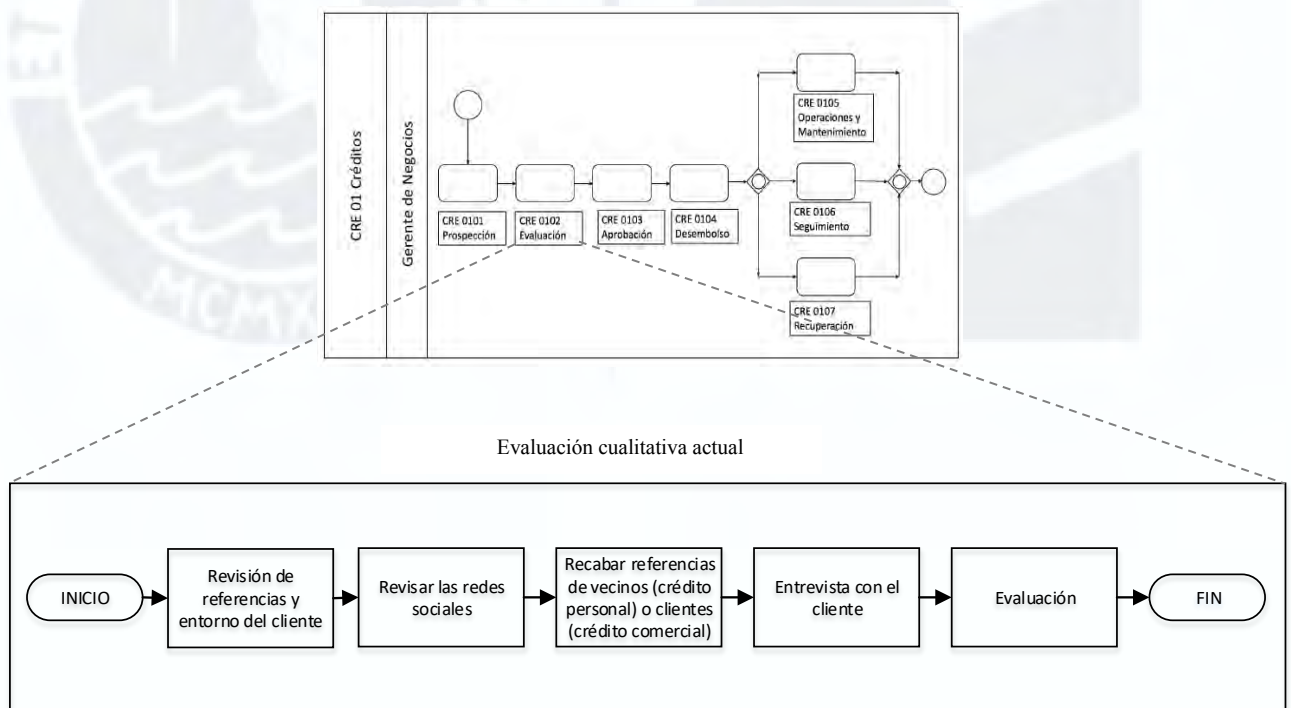 CRE 01 Créditos
Gerente de Negocios
CRE 0101
Prospección
CRE 0102
Evaluación
CRE 0103
Aprobación
CRE 0104
Desembolso
CRE 0105
Operaciones y
Mantenimiento
CRE 0106
Seguimiento
CRE 0107
Recuperación
Evaluación cualitativa actual
INICIO
Revisión de
referencias y
entorno del cliente
Revisar las redes
sociales
Recabar referencias
de vecinos (crédito
personal) o clientes
(crédito comercial)
Entrevista con el
cliente
Evaluación
FIN